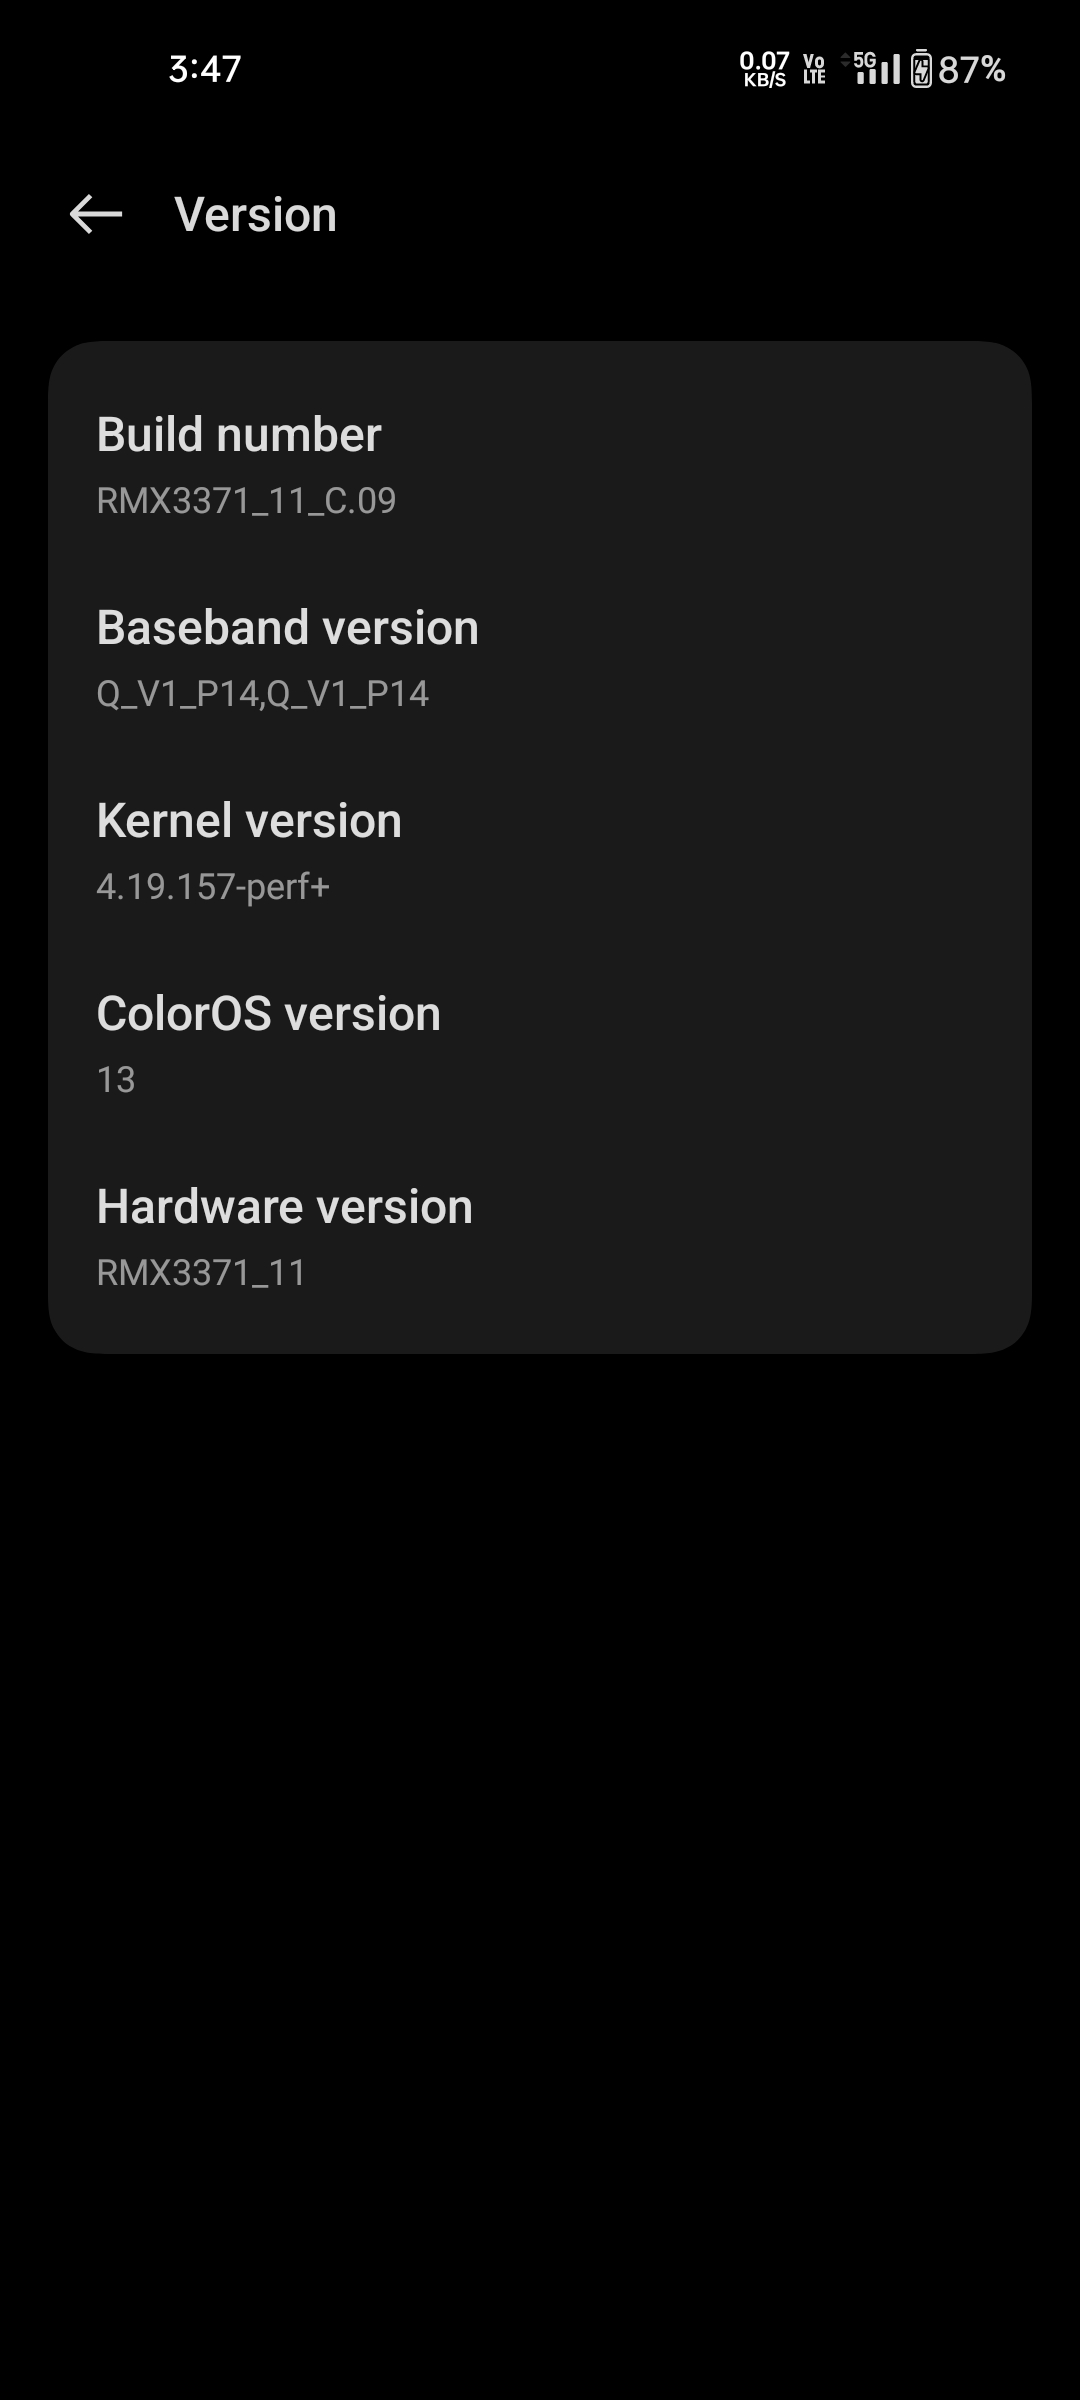 3:47
0.07 KB/S Vo LTE 5G 87%
Version
Build number
RMX3371_11_C.09
Baseband version
Q_V1_P14,Q_V1_P14
Kernel version
4.19.157-perf+
ColorOS version
13
Hardware version
RMX3371_11